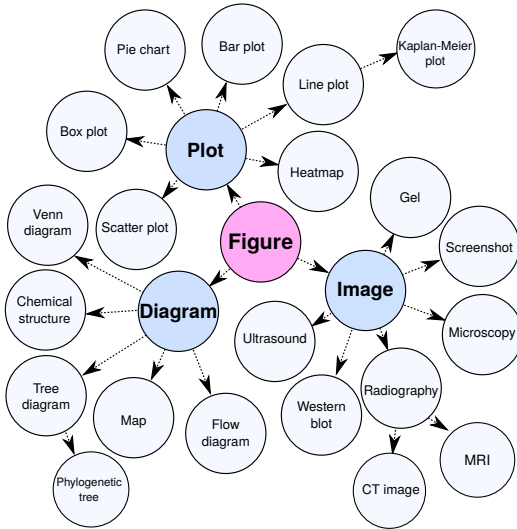 Pie chart
Bar plot
Kaplan-Meier
plot
Line plot
Box plot
Plot
Heatmap
Gel
Venn
diagram
Scatter plot
Figure
Screenshot
Chemical
structure
Diagram
Image
Ultrasound
Microscopy
Tree
diagram
Map
Flow
diagram
Western
blot
Radiography
Phylogenetic
tree
CT image
MRI